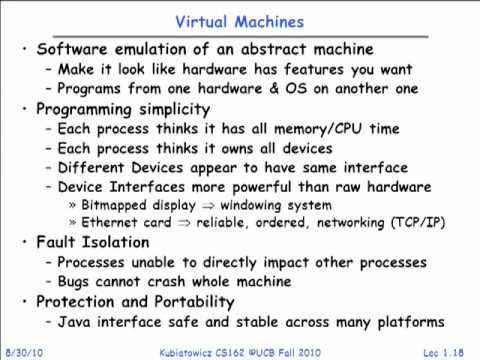 Virtual Machines
• Software emulation of an abstract machine
– Make it look like hardware has features you want
– Programs from one hardware & OS on another one
• Programming simplicity
– Each process thinks it has all memory/CPU time
– Each process thinks it owns all devices
– Different Devices appear to have same interface
– Device Interfaces more powerful than raw hardware
» Bitmapped display ⇒ windowing system
» Ethernet card ⇒ reliable, ordered, networking (TCP/IP)
• Fault Isolation
– Processes unable to directly impact other processes
– Bugs cannot crash whole machine
• Protection and Portability
– Java interface safe and stable across many platforms
8/30/10 Kubiatowicz CS162 ©UCB Fall 2010 Lec 1.18